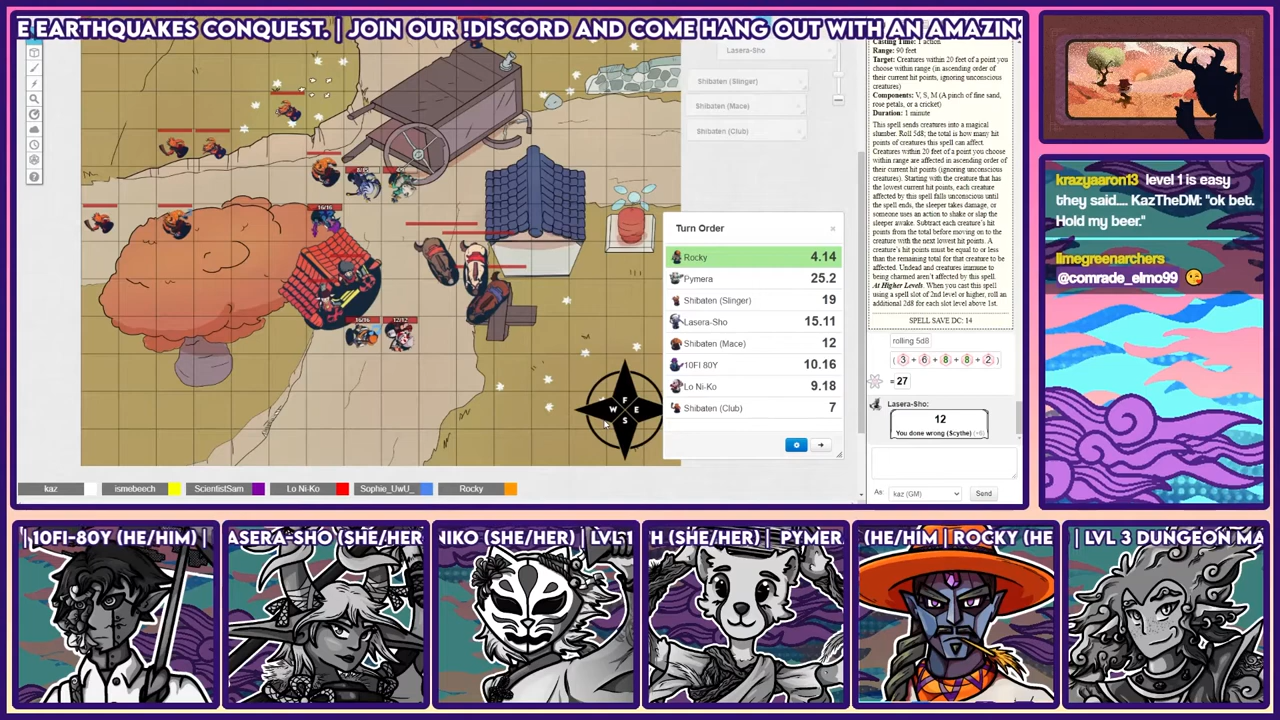 E EARTHQUAKES CONQUEST. | JOIN OUR !DISCORD AND COME HANG OUT WITH AN AMAZING
Lasera-Sho
Shibaten (Slinger)
Shibaten (Mace)
Shibaten (Club)
Turn Order
Rocky 4.14
Pymera 25.2
Shibaten (Slinger) 19
Lasera-Sho 15.11
Shibaten (Mace) 12
10FI 80Y 10.16
Lo Ni-Ko 9.18
Shibaten (Club) 7
16/16
16/16
12/12
F
W E
S
Casting Time: 1 action
Range: 90 feet
Target: Creatures within 20 feet of a point you
choose within range (in ascending order of
their current hit points, ignoring unconscious
creatures)
Components: V, S, M (A pinch of fine sand,
rose petals, or a cricket)
Duration: 1 minute
This spell sends creatures into a magical
slumber. Roll 5d8; the total is how many hit
points of creatures this spell can affect.
Creatures within 20 feet of a point you choose
within range are affected in ascending order of
their current hit points (ignoring unconscious
creatures). Starting with the creature that has
the lowest current hit points, each creature
affected by this spell falls unconscious until
the spell ends, the sleeper takes damage, or
someone uses an action to shake or slap the
sleeper awake. Subtract each creature's hit
points from the total before moving on to the
creature with the next lowest hit points. A
creature's hit points must be equal to or less
than the remaining total for that creature to be
affected. Undead and creatures immune to
being charmed aren't affected by this spell.
At Higher Levels. When you cast this spell
using a spell slot of 2nd level or higher, roll an
additional 2d8 for each slot level above 1st.
SPELL SAVE DC: 14
rolling 5d8
( 3 + 6 + 8 + 8 + 2 )
= 27
Lasera-Sho:
12
You done wrong (Scythe) (+6)
As: kaz (GM) Send
kaz
ismebeech
ScientistSam
Lo Ni-Ko
Sophie_UwU_
Rocky
krazyaaron13 level 1 is easy
they said.... KazTheDM: "ok bet.
Hold my beer."
limegreenarchers
@comrade_elmo99
| 10FI-80Y (HE/HIM) |
ASERA-SHO (SHE/HER
NIKO (SHE/HER) | LVL 1
H (SHE/HER) | PYMER
(HE/HIM | ROCKY (HE
| LVL 3 DUNGEON MA